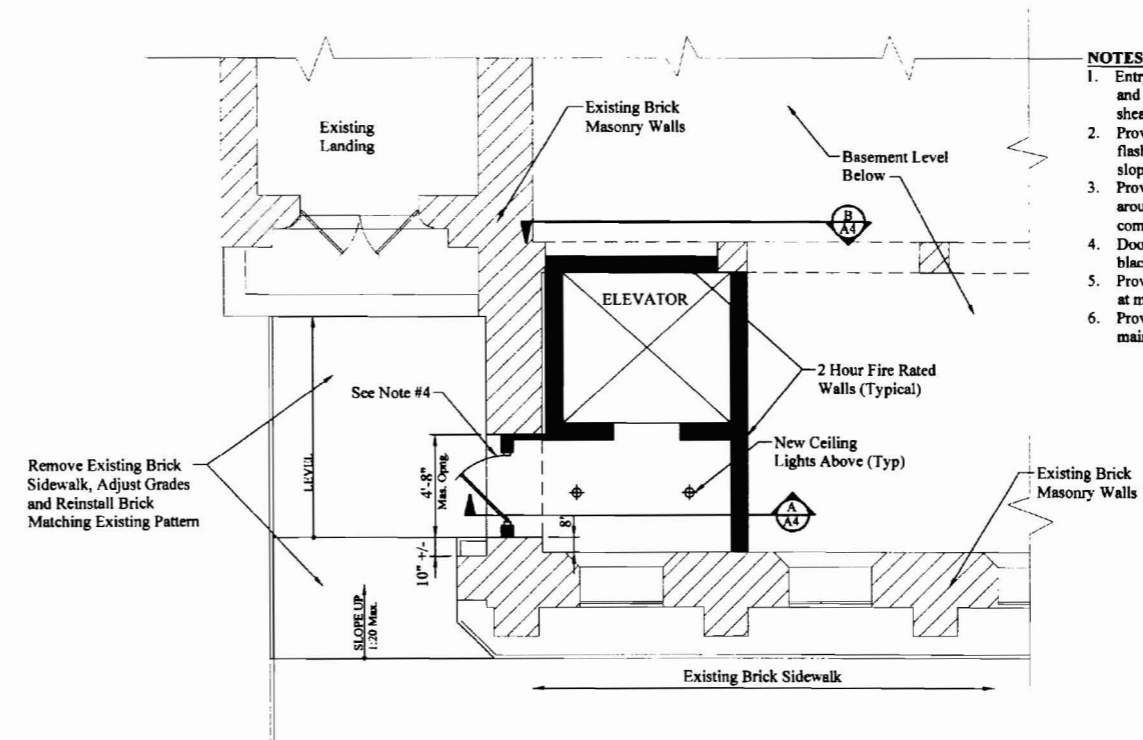 NOTES
1. Entr
and
shea
2. Prov
flash
slop
3. Prov
arou
com
4. Doo
blac
5. Prov
at m
6. Prov
mair
Existing
Landing
Existing Brick
Masonry Walls
Basement Level
Below
B
A4
ELEVATOR
2 Hour Fire Rated
Walls (Typical)
See Note #4
New Ceiling
Lights Above (Typ)
Remove Existing Brick
Sidewalk, Adjust Grades
and Reinstall Brick
Matching Existing Pattern
LEVEL
4'-8"
Mas. Opng.
A
A4
8"
10" +/-
Existing Brick
Masonry Walls
SLOPE UP
1:20 Max.
Existing Brick Sidewalk